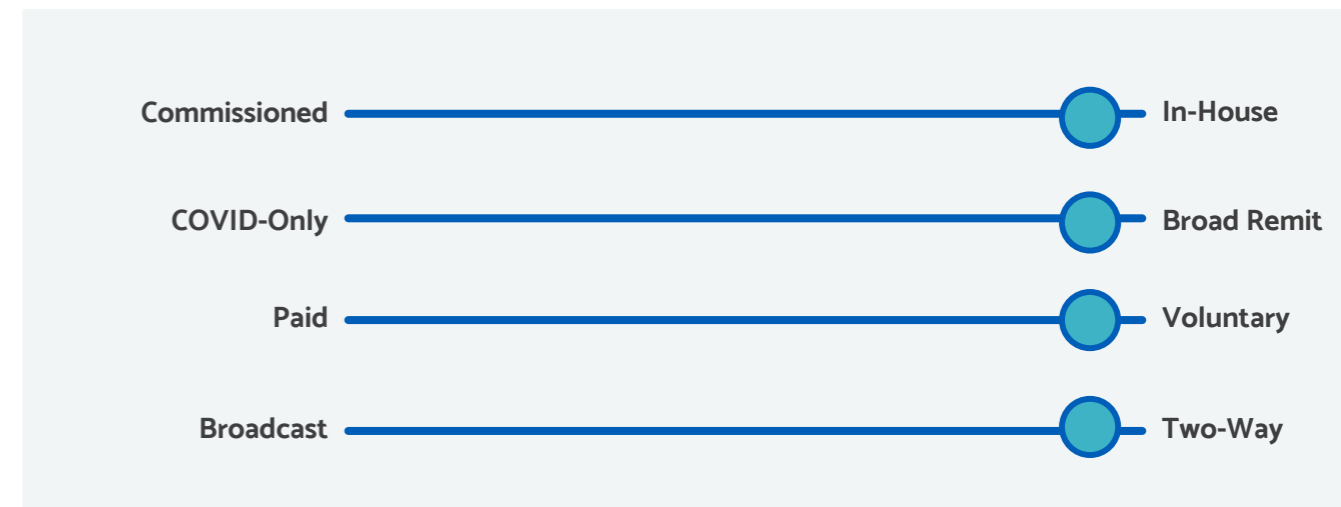 Commissioned In-House
COVID-Only Broad Remit
Paid Voluntary
Broadcast Two-Way